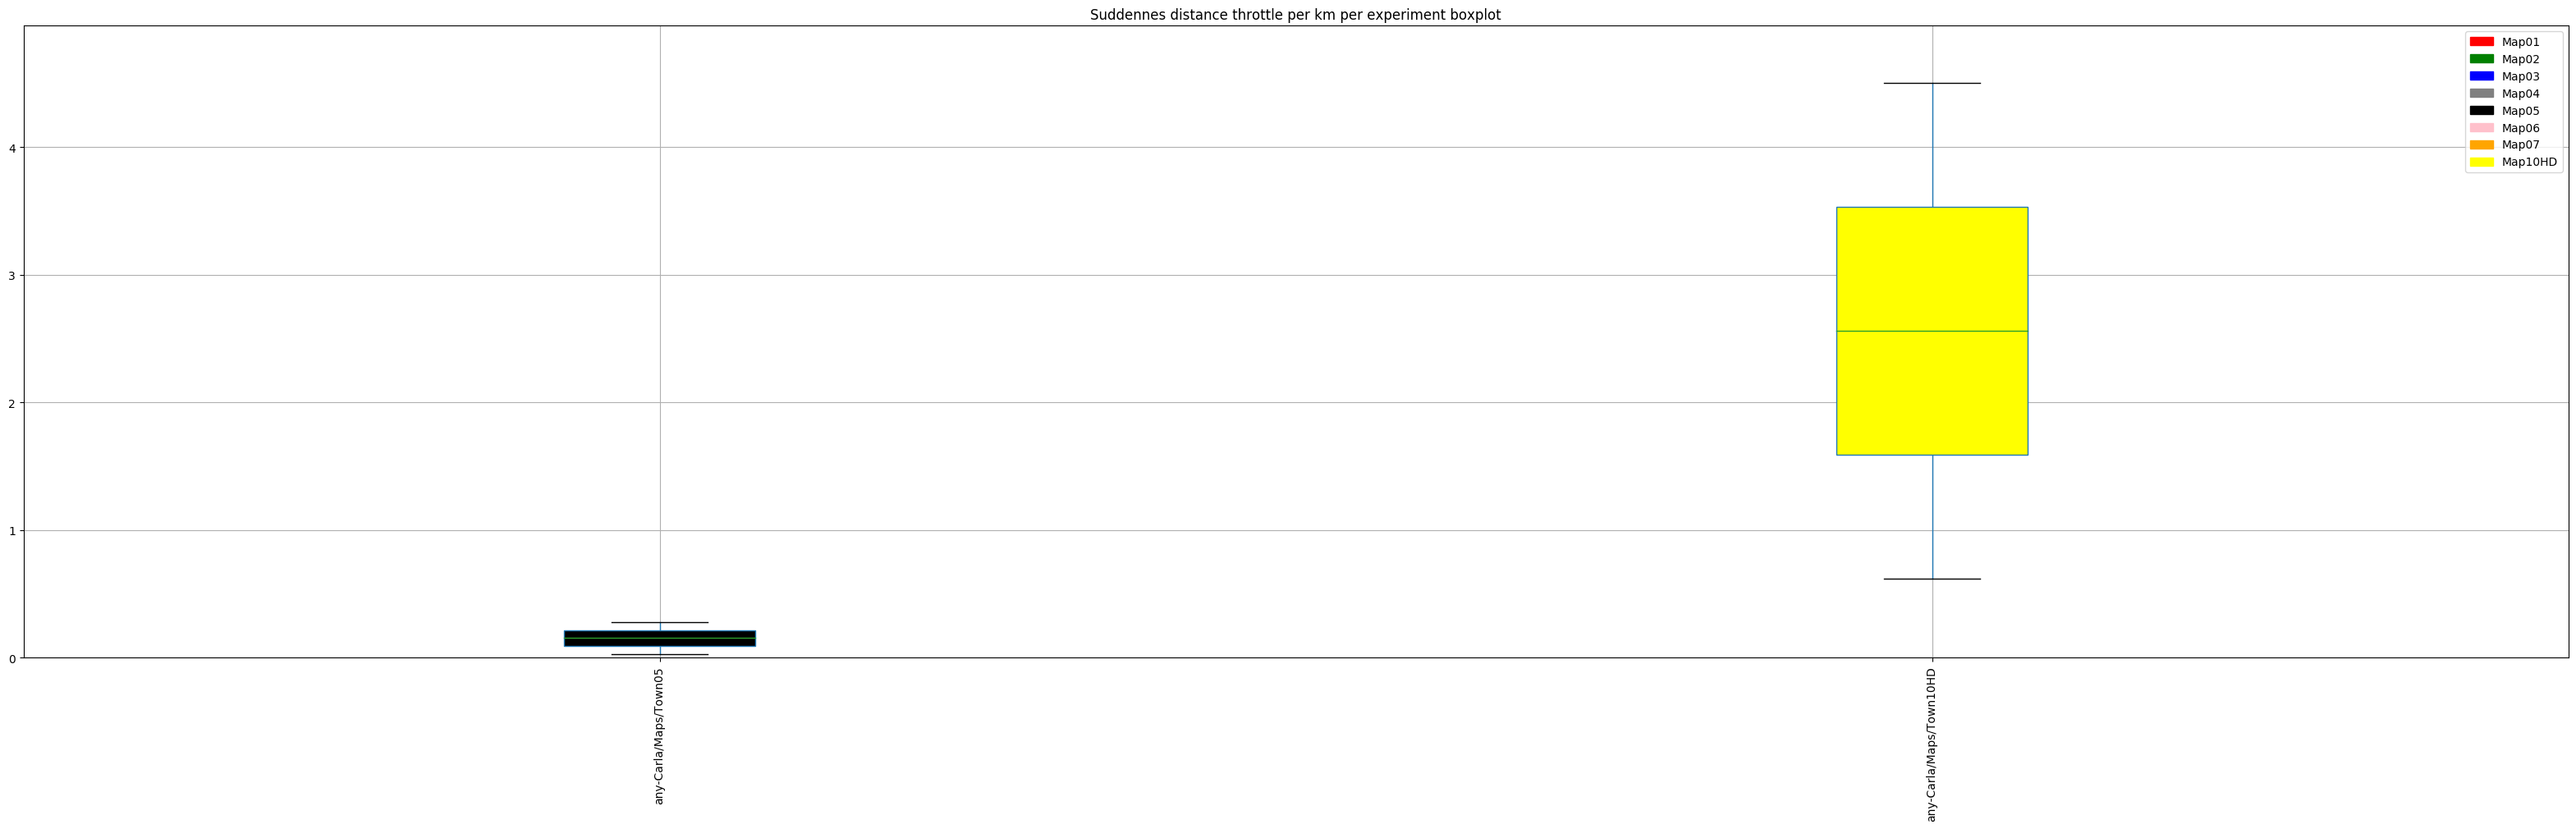 Suddennes distance throttle per km per experiment boxplot
Map01
Map02
Map03
Map04
Map05
Map06
Map07
Map10HD
4
3
2
1
0
any-Carla/Maps/Town05
any-Carla/Maps/Town10HD